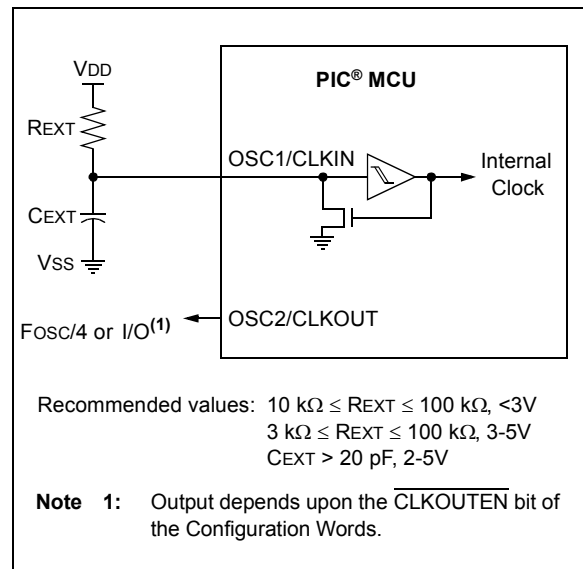 VDD
PIC® MCU
REXT
OSC1/CLKIN
Internal
Clock
CEXT
VSS
OSC2/CLKOUT
FOSC/4 or I/O(1)
Recommended values: 10 kΩ ≤ REXT ≤ 100 kΩ, <3V
3 kΩ ≤ REXT ≤ 100 kΩ, 3-5V
CEXT > 20 pF, 2-5V
Note 1: Output depends upon the CLKOUTEN bit of
the Configuration Words.